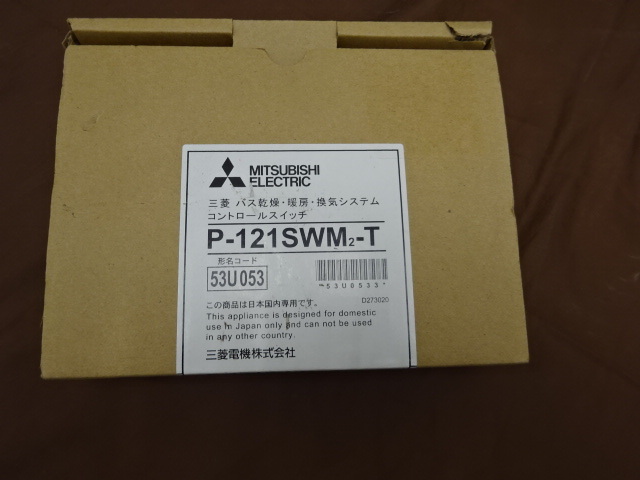 MITSUBISHI
ELECTRIC
三菱 バス乾燥・暖房・換気システム
コントロールスイッチ
P-121SWM2-T
形名コード
53U053
*53U0533*
この商品は日本国内専用です。
D273020
This appliance is designed for domestic
use in Japan only and can not be used
in any other country.
三菱電機株式会社